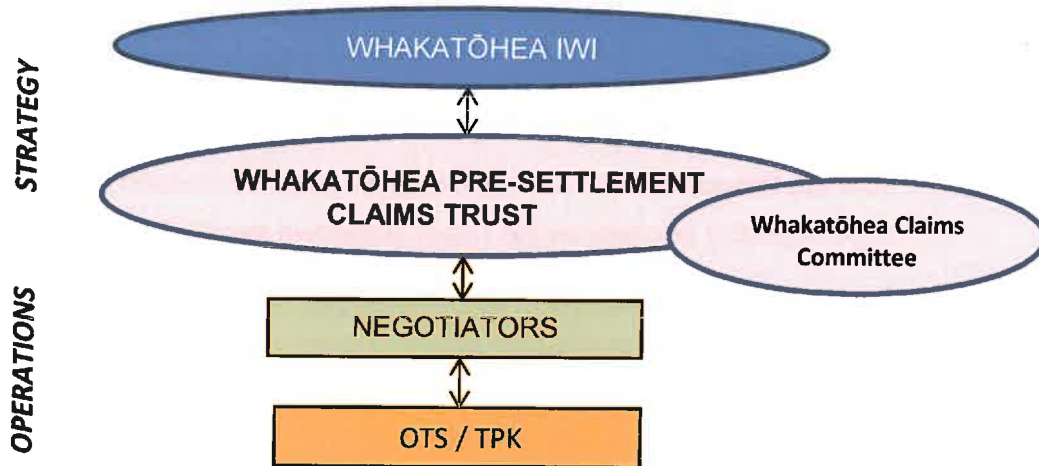 STRATEGY
WHAKATŌHEA IWI
WHAKATŌHEA PRE-SETTLEMENT
CLAIMS TRUST
Whakatōhea Claims
Committee
OPERATIONS
NEGOTIATORS
OTS / TPK